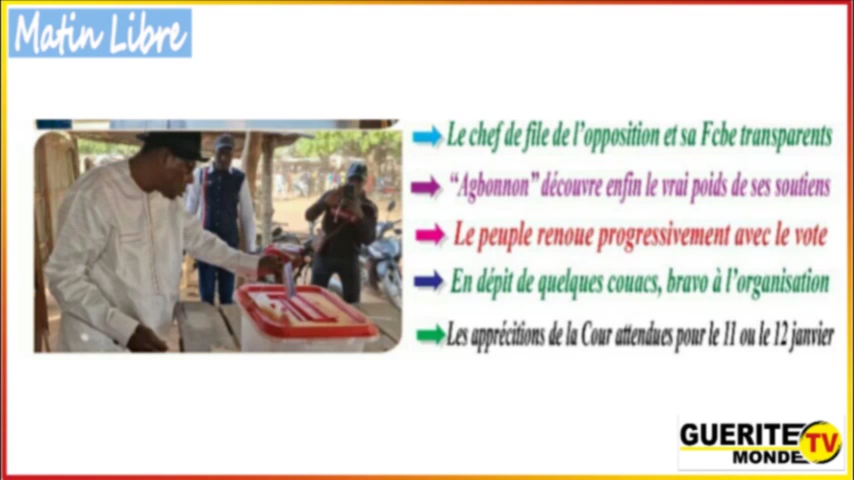 Matin Libre
Le chef de file de l'opposition et sa Fcbe transparents
"Agbonnon" découvre enfin le vrai poids de ses soutiens
Le peuple renoue progressivement avec le vote
En dépit de quelques couacs, bravo à l'organisation
Les apprécitions de la Cour attendues pour le 11 ou le 12 janvier
GUERITE
MONDE
TV